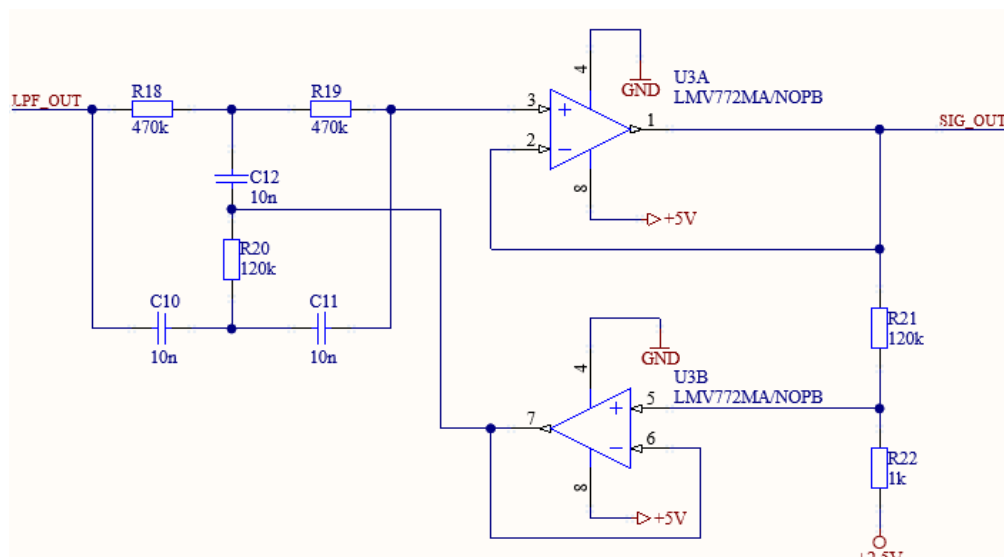 LPF_OUT
R18
470k
R19
470k
C12
10n
R20
120k
C10
10n
C11
10n
3
2
1
4
8
GND
+5V
U3A
LMV772MA/NOPB
SIG_OUT
R21
120k
R22
1k
+2.5V
U3B
LMV772MA/NOPB
5
6
7
4
8
GND
+5V